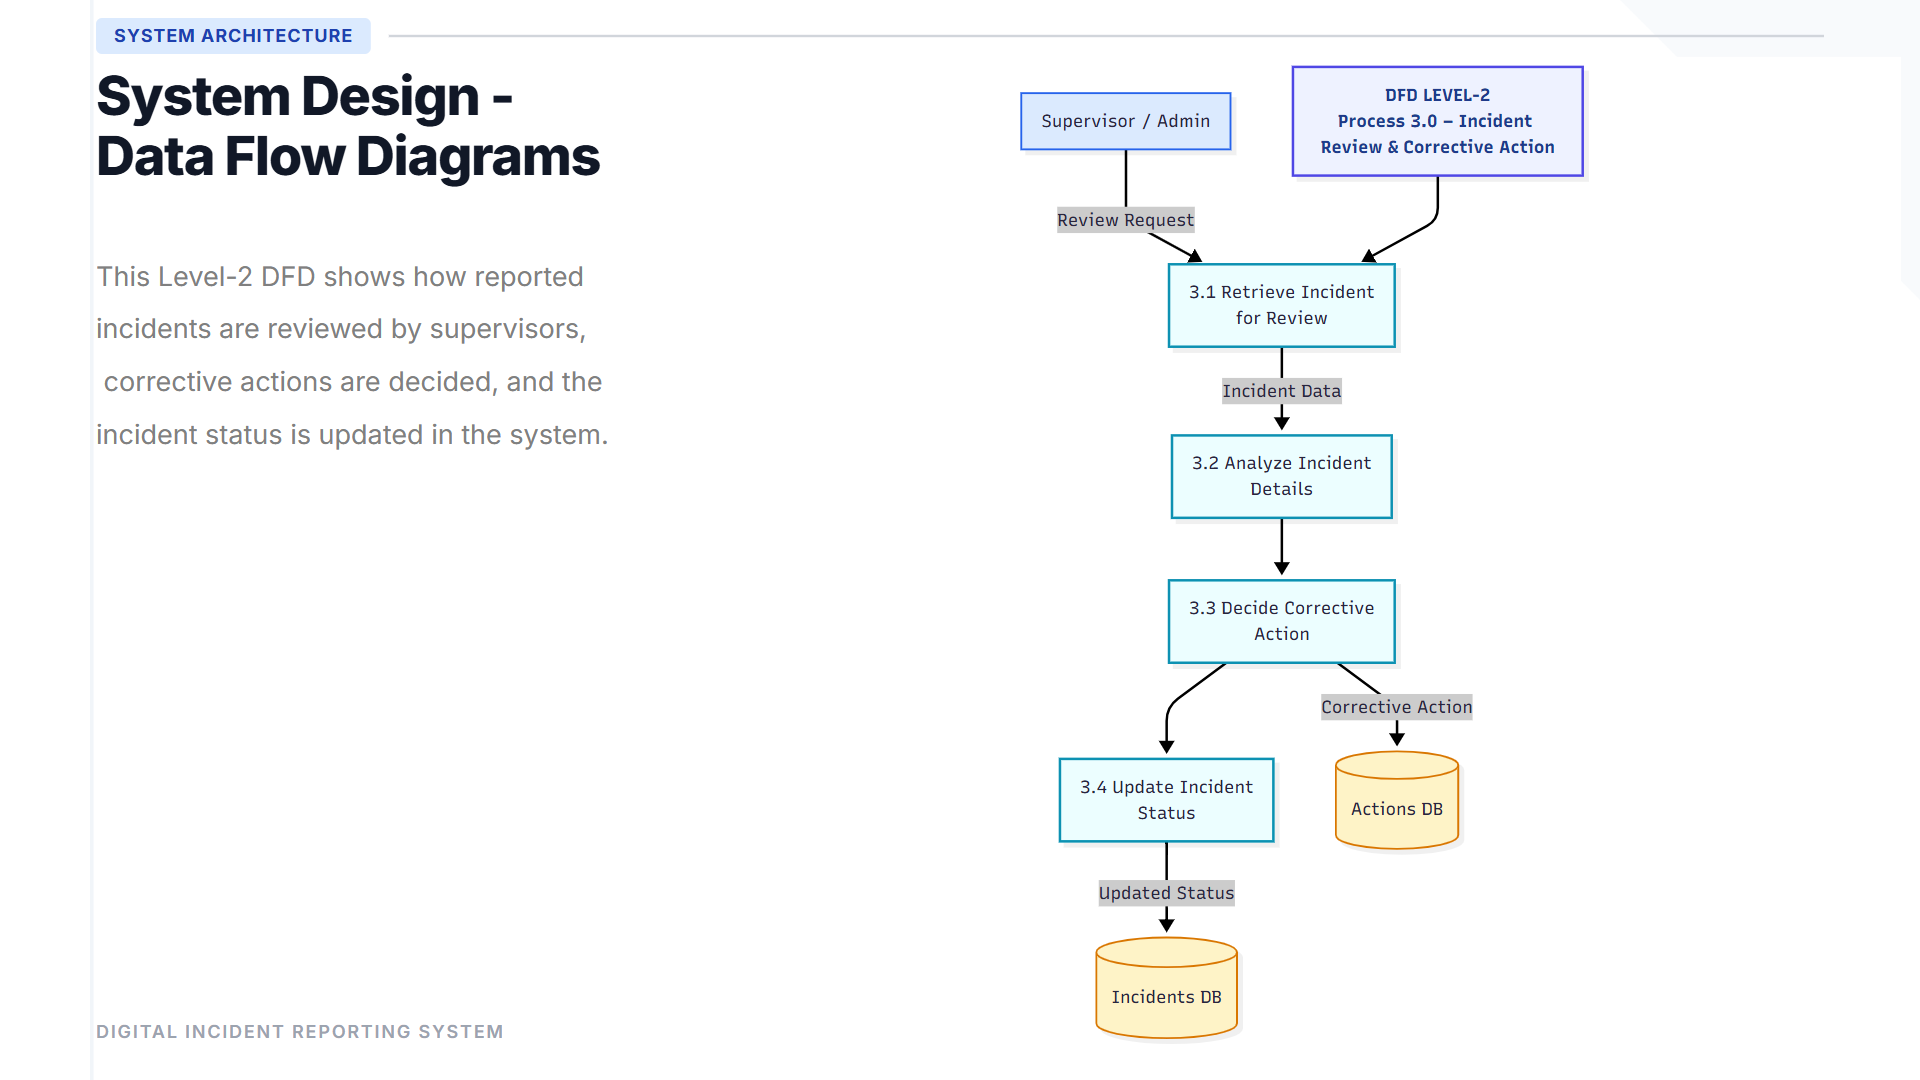 SYSTEM ARCHITECTURE
System Design -
Data Flow Diagrams
This Level-2 DFD shows how reported
incidents are reviewed by supervisors,
corrective actions are decided, and the
incident status is updated in the system.
Supervisor / Admin
DFD LEVEL-2
Process 3.0 – Incident
Review & Corrective Action
Review Request
3.1 Retrieve Incident
for Review
Incident Data
3.2 Analyze Incident
Details
3.3 Decide Corrective
Action
Corrective Action
3.4 Update Incident
Status
Actions DB
Updated Status
Incidents DB
DIGITAL INCIDENT REPORTING SYSTEM